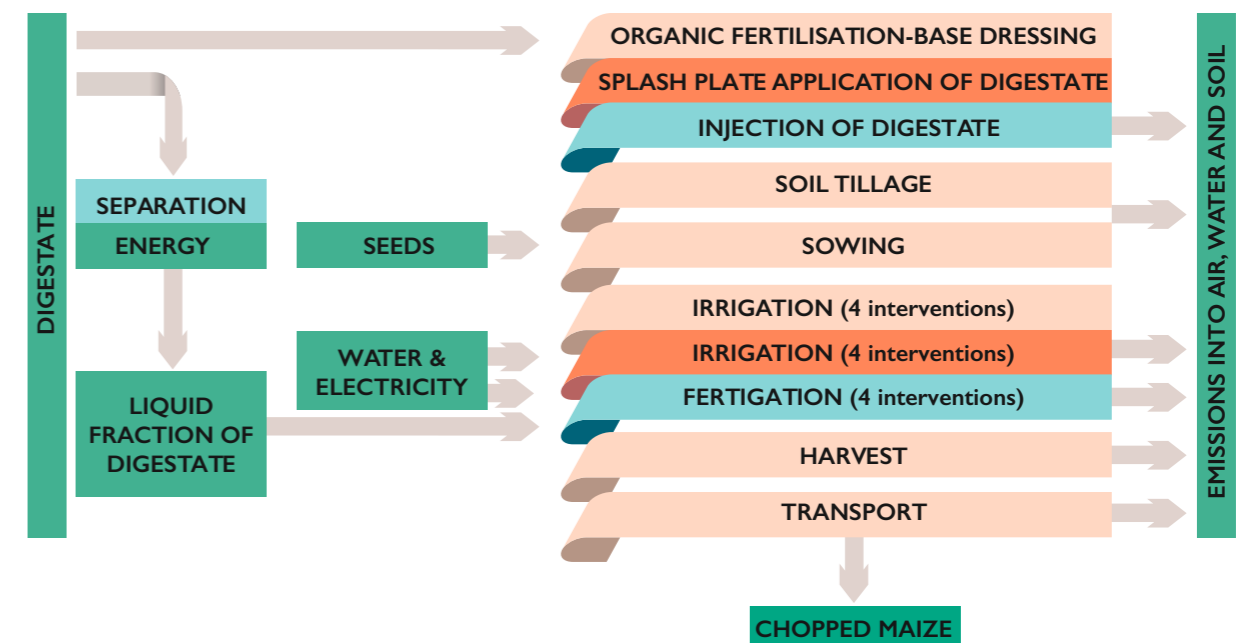 DIGESTATE
SEPARATION
ENERGY
LIQUID
FRACTION OF
DIGESTATE
SEEDS
WATER &
ELECTRICITY
ORGANIC FERTILISATION-BASE DRESSING
SPLASH PLATE APPLICATION OF DIGESTATE
INJECTION OF DIGESTATE
SOIL TILLAGE
SOWING
IRRIGATION (4 interventions)
IRRIGATION (4 interventions)
FERTIGATION (4 interventions)
HARVEST
TRANSPORT
CHOPPED MAIZE
EMISSIONS INTO AIR, WATER AND SOIL